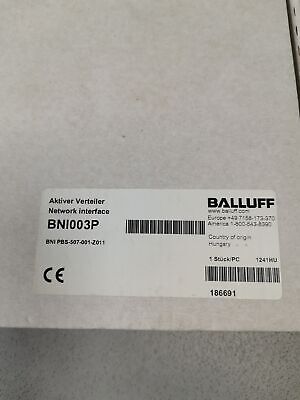 Aktiver Verteiler
Network interface
BNI003P
BNI PBS-507-001-Z011
BALLUFF
www.balluff.com
Europe +49 7158-173-370
America 1-800-543-8390
Country of origin
Hungary
1 Stück/PC 1241HU
186691